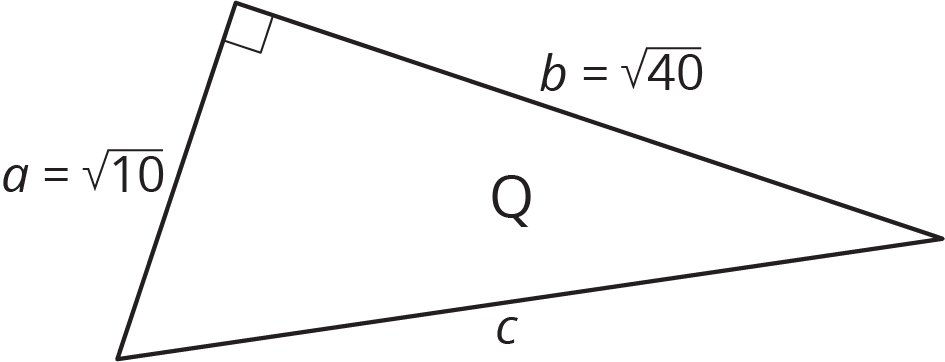 b = √40
a = √10
Q
c